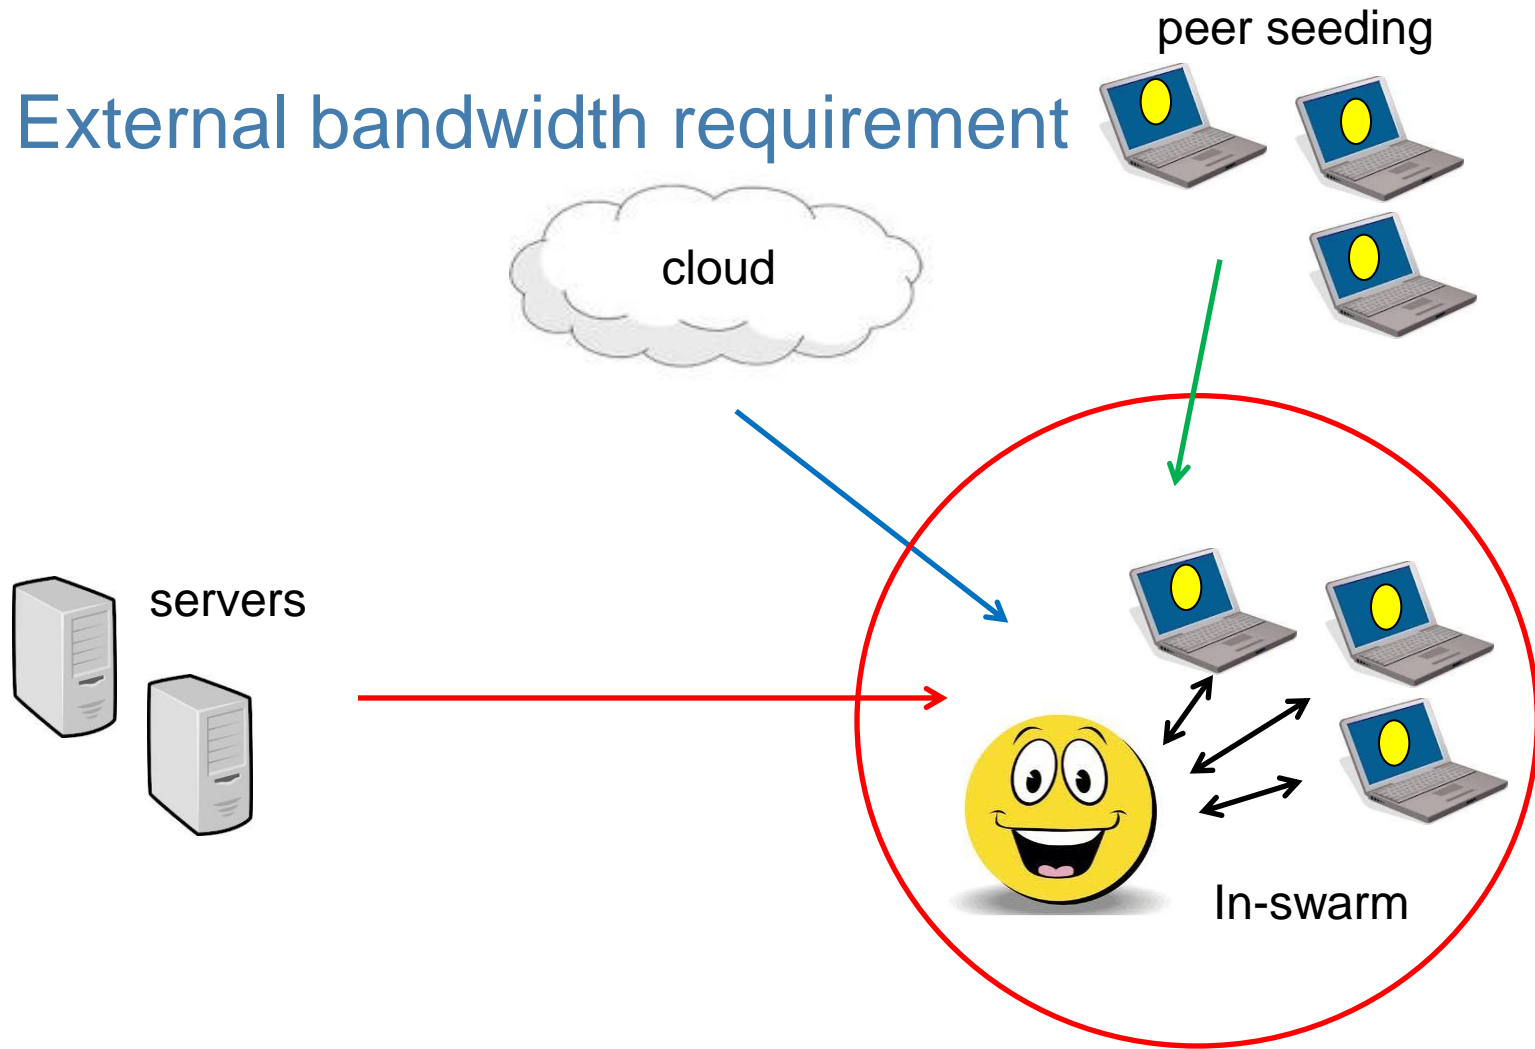 peer seeding
External bandwidth requirement
cloud
servers
In-swarm